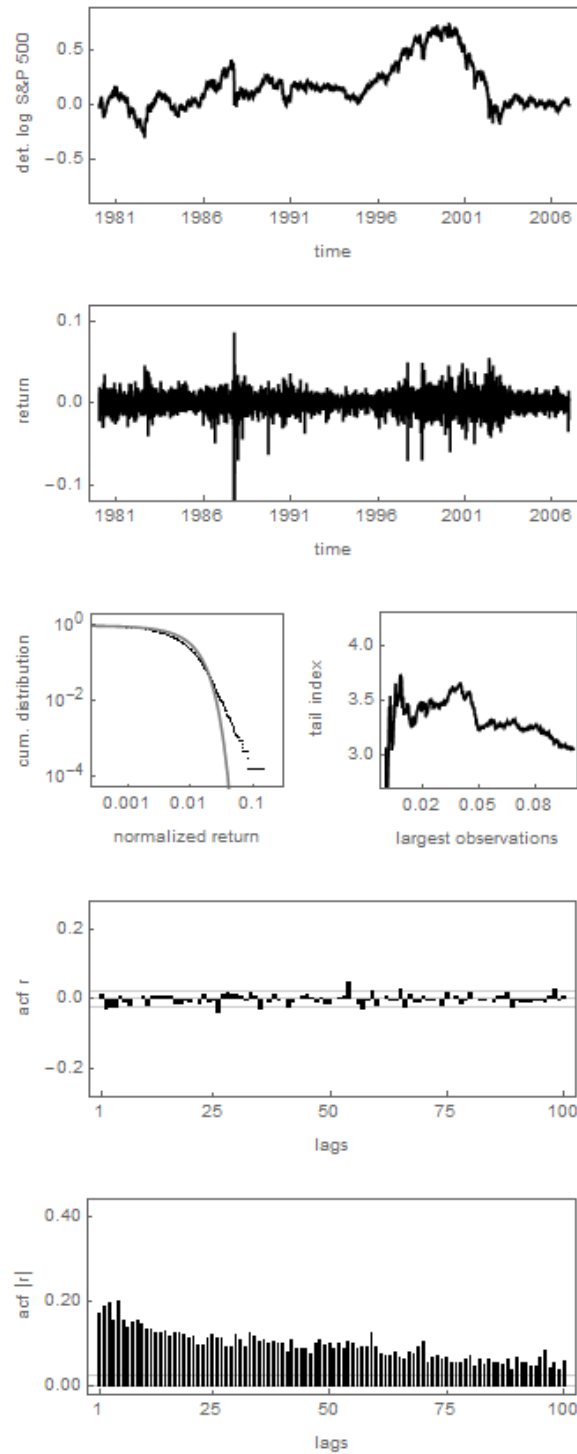 det. log S&P 500
0.5
0.0
−0.5
1981 1986 1991 1996 2001 2006
time
return
0.1
0.0
−0.1
1981 1986 1991 1996 2001 2006
time
cum. distribution
10^0
10^−2
10^−4
0.001 0.01 0.1
normalized return
tail index
4.0
3.5
3.0
0.02 0.05 0.08
largest observations
acf r
0.2
0.0
−0.2
1 25 50 75 100
lags
acf |r|
0.40
0.20
0.00
1 25 50 75 100
lags